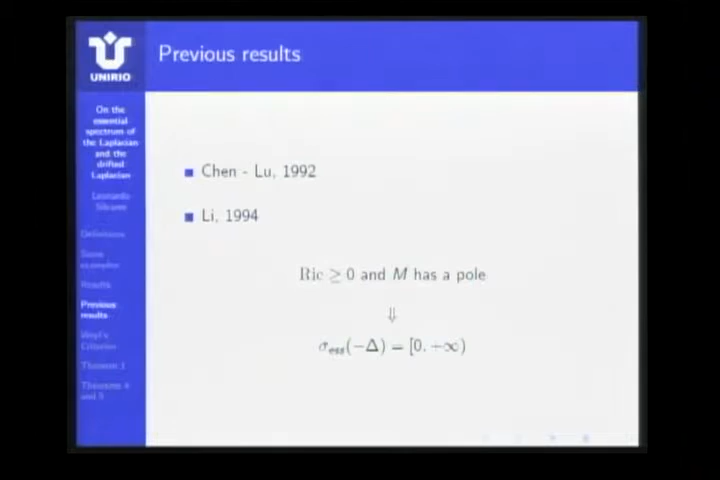 UNIRIO
Previous results
On the
essential
spectrum of
the Laplacian
and the
drifted
Laplacian
Leonardo
Silvares
Definitions
Some
examples
Results
Previous
results
Weyl's
Criterion
Theorem 1
Theorems 4
and 5
■ Chen - Lu, 1992
■ Li, 1994
Ric ≥ 0 and M has a pole
⇓
σess(−Δ) = [0, +∞)